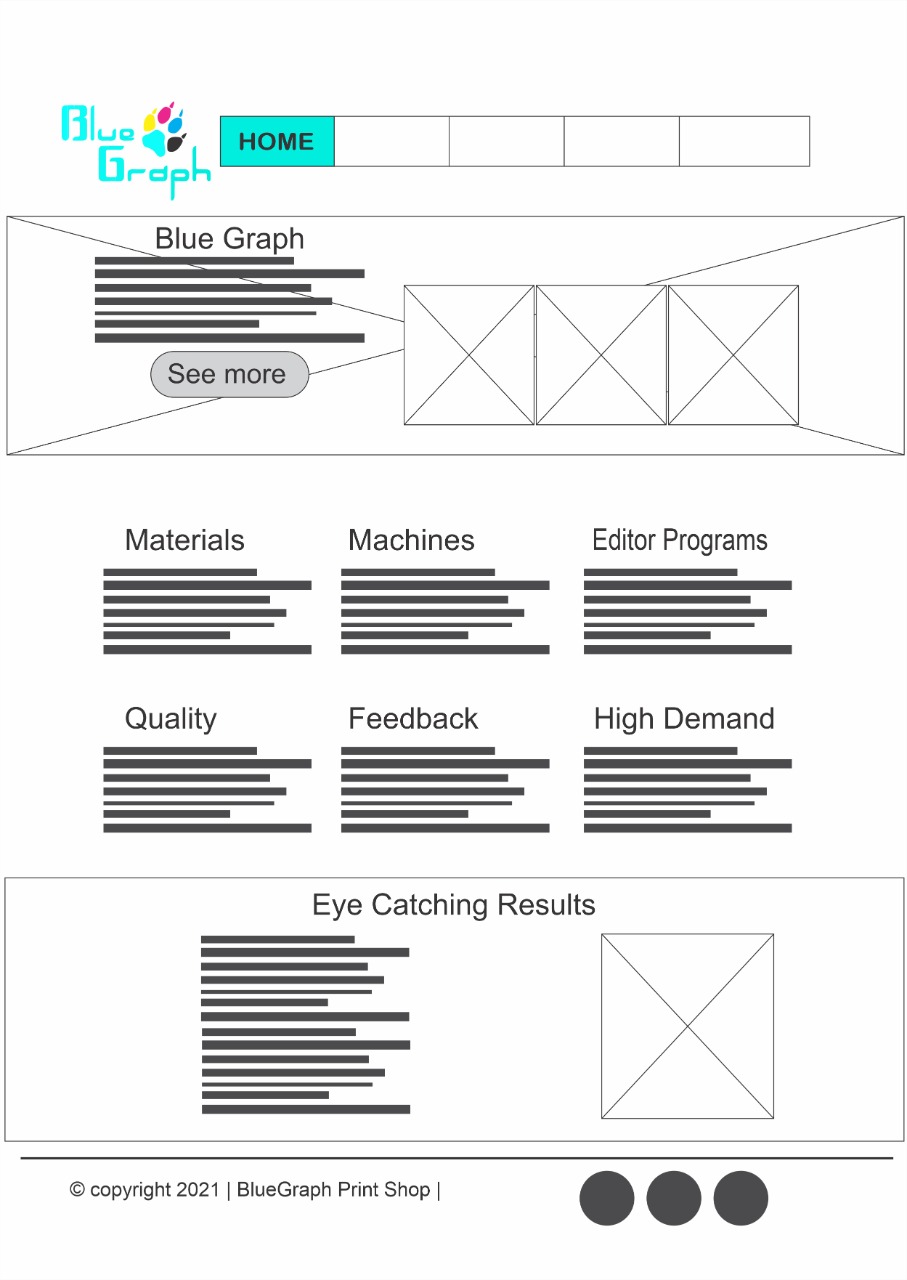 Blue
Graph
HOME
Blue Graph
See more
Materials
Machines
Editor Programs
Quality
Feedback
High Demand
Eye Catching Results
© copyright 2021 | BlueGraph Print Shop |